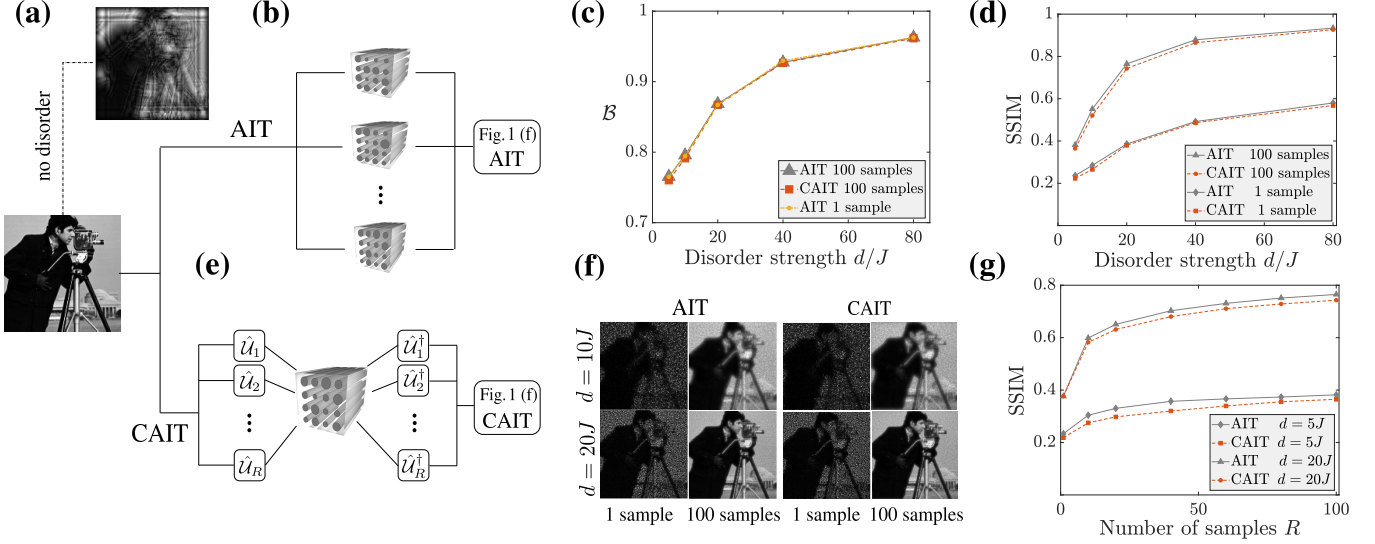 (a)
no disorder
(b)
AIT
Fig. 1 (f)
AIT
(e)
CAIT
𝒰̂₁
𝒰̂₂
𝒰̂_R
𝒰̂₁†
𝒰̂₂†
𝒰̂_R†
Fig. 1 (f)
CAIT
(c)
1
0.9
0.8
0.7
ℬ
0 20 40 60 80
Disorder strength d/J
AIT 100 samples
CAIT 100 samples
AIT 1 sample
(d)
1
0.8
0.6
0.4
0.2
SSIM
0 20 40 60 80
Disorder strength d/J
AIT 100 samples
CAIT 100 samples
AIT 1 sample
CAIT 1 sample
(f)
AIT CAIT
d = 10J
d = 20J
1 sample 100 samples 1 sample 100 samples
(g)
0.8
0.6
0.4
0.2
SSIM
0 50 100
Number of samples R
AIT d = 5J
CAIT d = 5J
AIT d = 20J
CAIT d = 20J